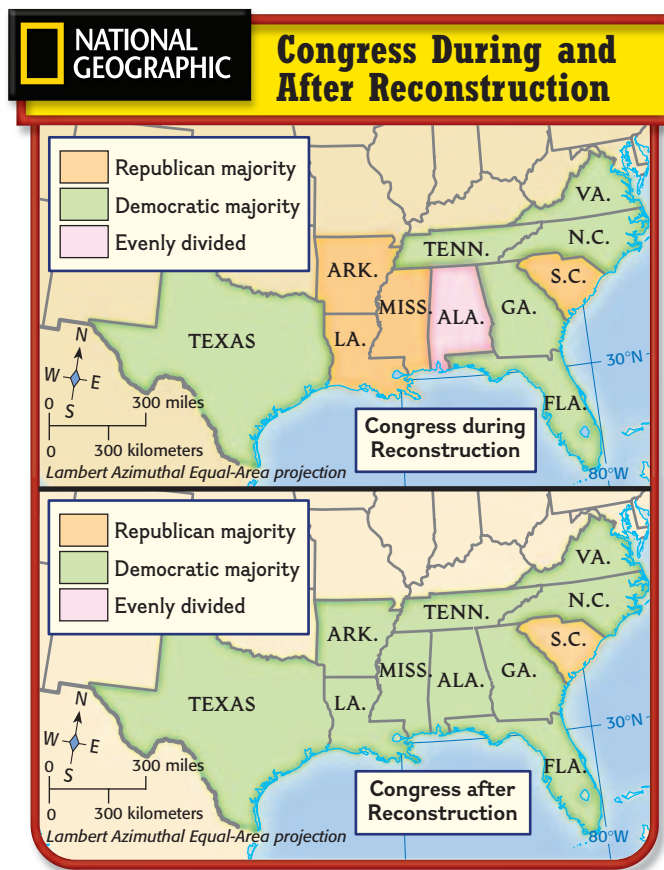 NATIONAL
GEOGRAPHIC
Congress During and
After Reconstruction
Republican majority
Democratic majority
Evenly divided
VA.
N.C.
TENN.
S.C.
ARK.
MISS.
ALA.
GA.
LA.
TEXAS
FLA.
N
W E
S
0 300 miles
0 300 kilometers
Lambert Azimuthal Equal-Area projection
Congress during
Reconstruction
30°N
80°W
Republican majority
Democratic majority
Evenly divided
VA.
N.C.
TENN.
S.C.
ARK.
MISS.
ALA.
GA.
LA.
TEXAS
FLA.
N
W E
S
0 300 miles
0 300 kilometers
Lambert Azimuthal Equal-Area projection
Congress after
Reconstruction
30°N
80°W